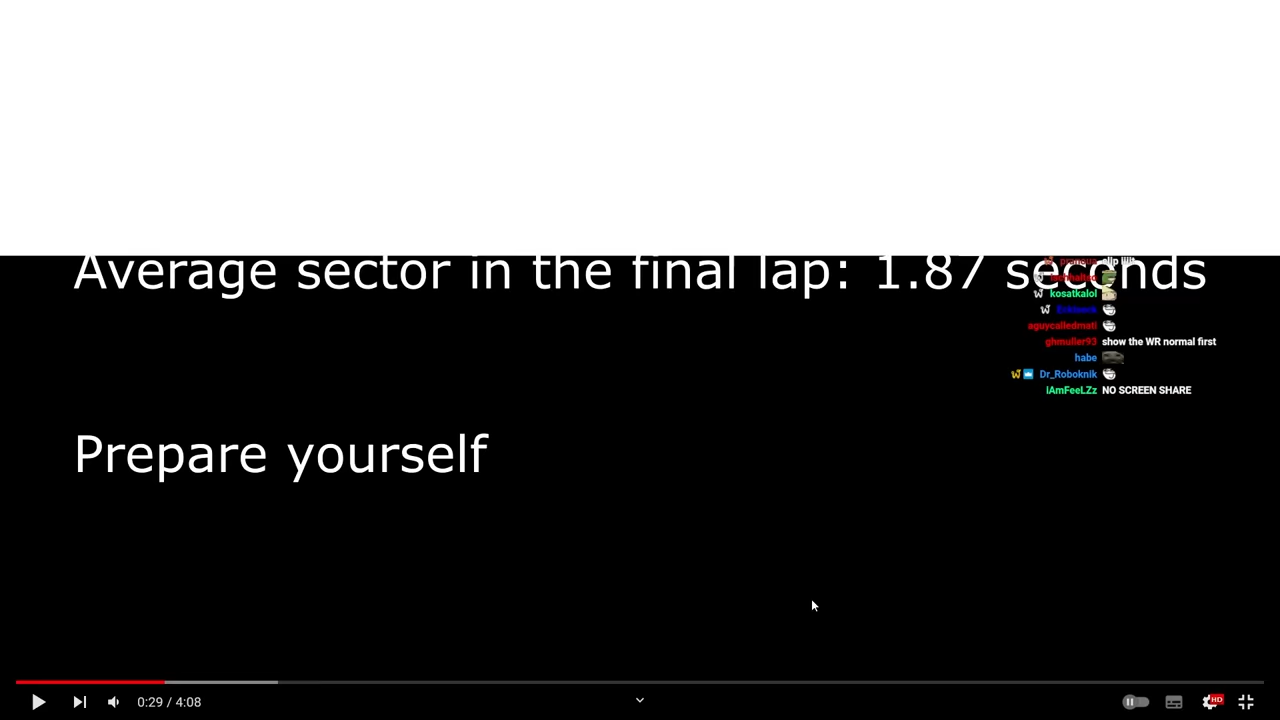 Average sector in the final lap: 1.87 seconds
kosatkalol
aguycalledmati
ghmuller93 show the WR normal first
habe
Dr_Roboknik
iAmFeeLZz NO SCREEN SHARE
Prepare yourself
0:29 / 4:08
HD